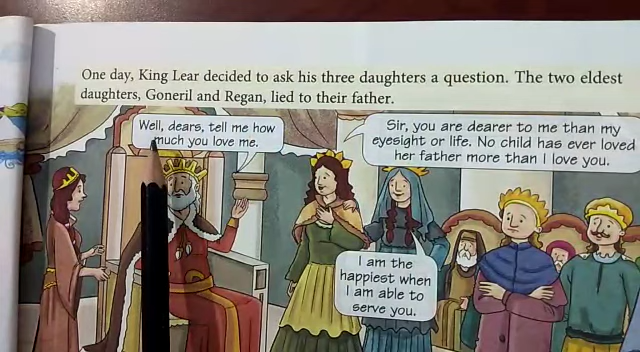 One day, King Lear decided to ask his three daughters a question. The two eldest
daughters, Goneril and Regan, lied to their father.
Well, dears, tell me how
much you love me.
Sir, you are dearer to me than my
eyesight or life. No child has ever loved
her father more than I love you.
I am the
happiest when
I am able to
serve you.